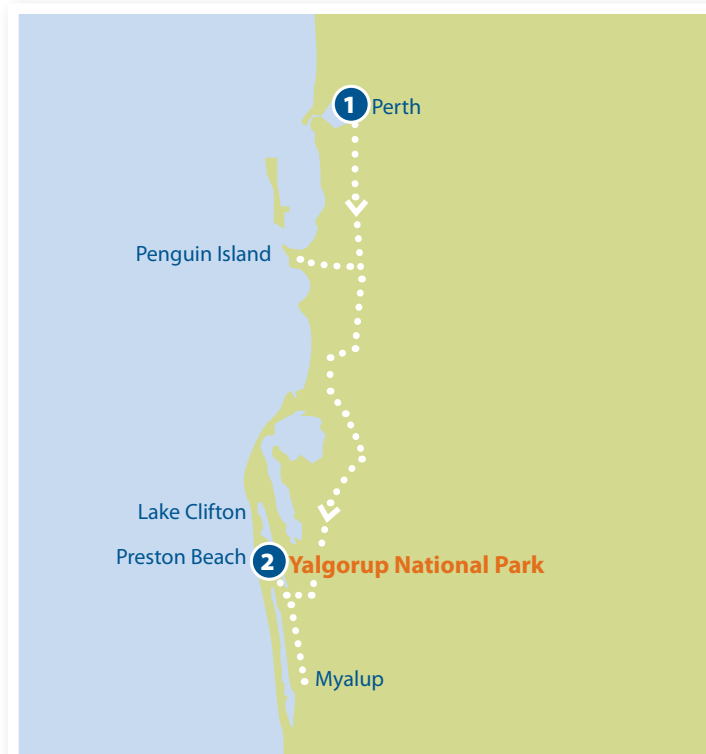 1 Perth
Penguin Island
Lake Clifton
Preston Beach 2 Yalgorup National Park
Myalup